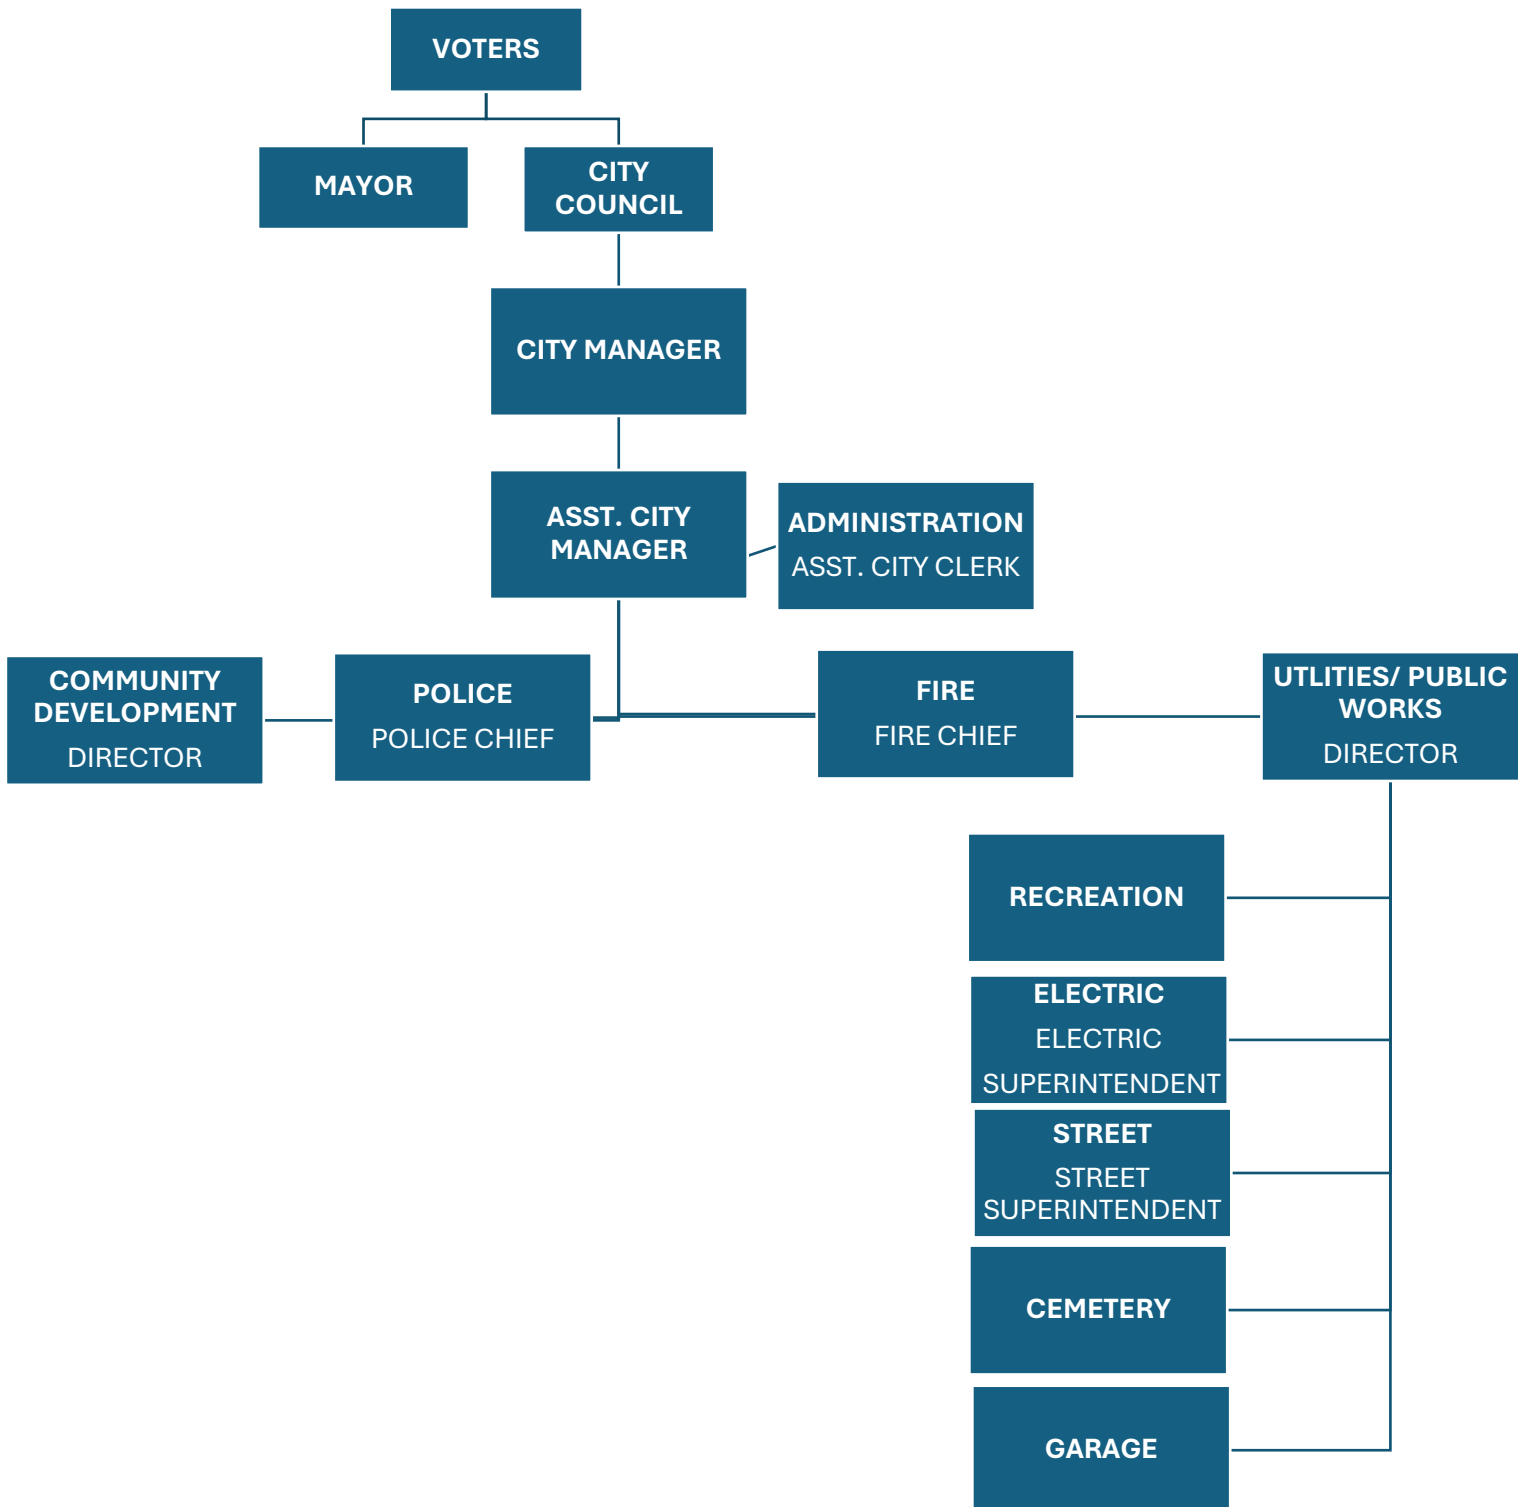 VOTERS
MAYOR
CITY
COUNCIL
CITY MANAGER
ASST. CITY
MANAGER
ADMINISTRATION
ASST. CITY CLERK
COMMUNITY
DEVELOPMENT
DIRECTOR
POLICE
POLICE CHIEF
FIRE
FIRE CHIEF
UTLITIES/ PUBLIC
WORKS
DIRECTOR
RECREATION
ELECTRIC
ELECTRIC
SUPERINTENDENT
STREET
STREET
SUPERINTENDENT
CEMETERY
GARAGE